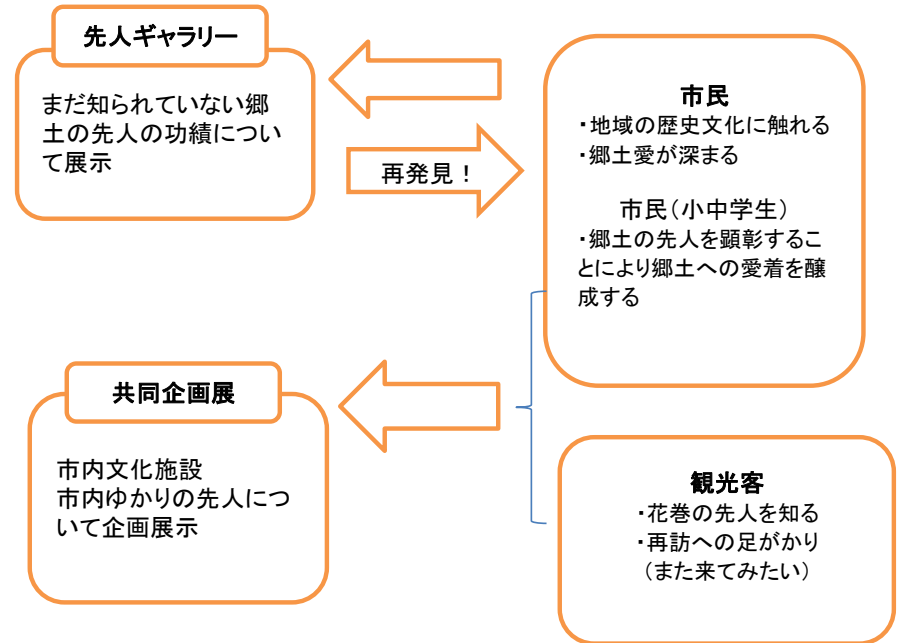 先人ギャラリー
まだ知られていない郷
土の先人の功績につい
て展示
再発見！
市民
・地域の歴史文化に触れる
・郷土愛が深まる
市民（小中学生）
・郷土の先人を顕彰するこ
とにより郷土への愛着を醸
成する
共同企画展
市内文化施設
市内ゆかりの先人につ
いて企画展示
観光客
・花巻の先人を知る
・再訪への足がかり
（また来てみたい）